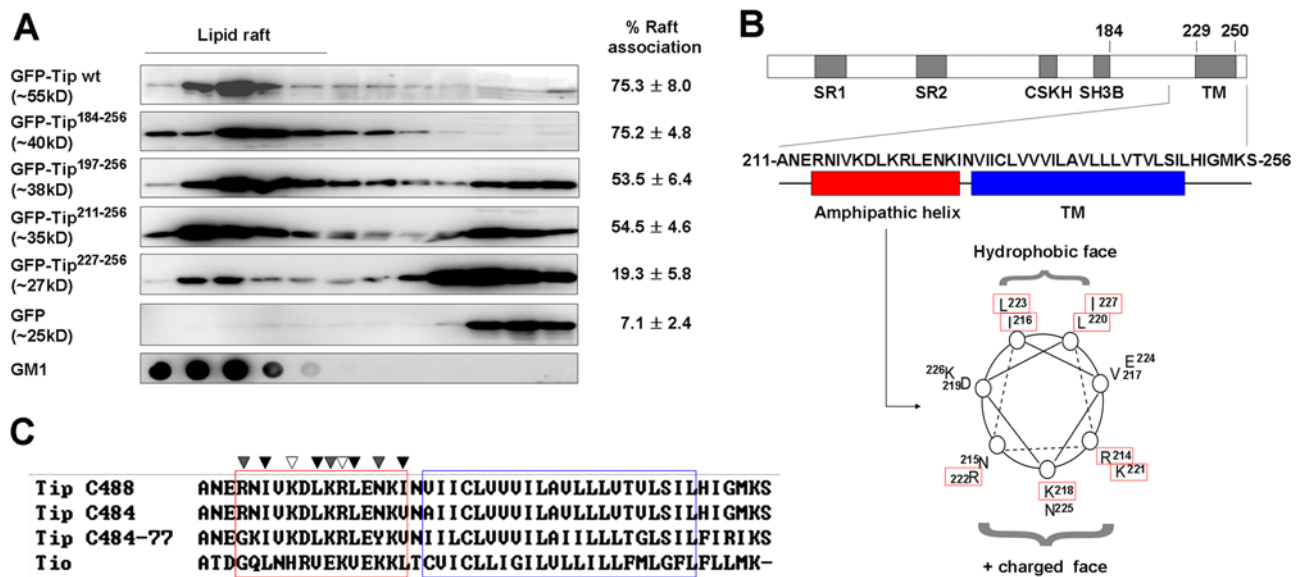 A
Lipid raft
% Raft
association
GFP-Tip wt
(~55kD)
75.3 ± 8.0
GFP-Tip184-256
(~40kD)
75.2 ± 4.8
GFP-Tip197-256
(~38kD)
53.5 ± 6.4
GFP-Tip211-256
(~35kD)
54.5 ± 4.6
GFP-Tip227-256
(~27kD)
19.3 ± 5.8
GFP
(~25kD)
7.1 ± 2.4
GM1
B
184 229 250
SR1 SR2 CSKH SH3B TM
211-ANERNIVKDLKRLENKINVIICLVVVILAVLLLVTVLSILHIGMKS-256
Amphipathic helix TM
Hydrophobic face
L223 I227
I216 L220
226K E224
219D V217
215N R214
222R K221
K218
N225
+ charged face
C
Tip C488 ANERNIVKDLKRLENKINVIICLVVVILAVLLLVTVLSILHIGMKS
Tip C484 ANERNIVKDLKRLENKVNVIICLVVVILAVLLLVTVLSILHIGMKS
Tip C484-77 ANEGKIVKDLKRLEYKVNIILCLVVVILAIILLLTGLSILFIRIKS
Tio ATDGQLNHRVEKVEKKLTCVICLLIGILVLLILLFMLGFLFLLMK-